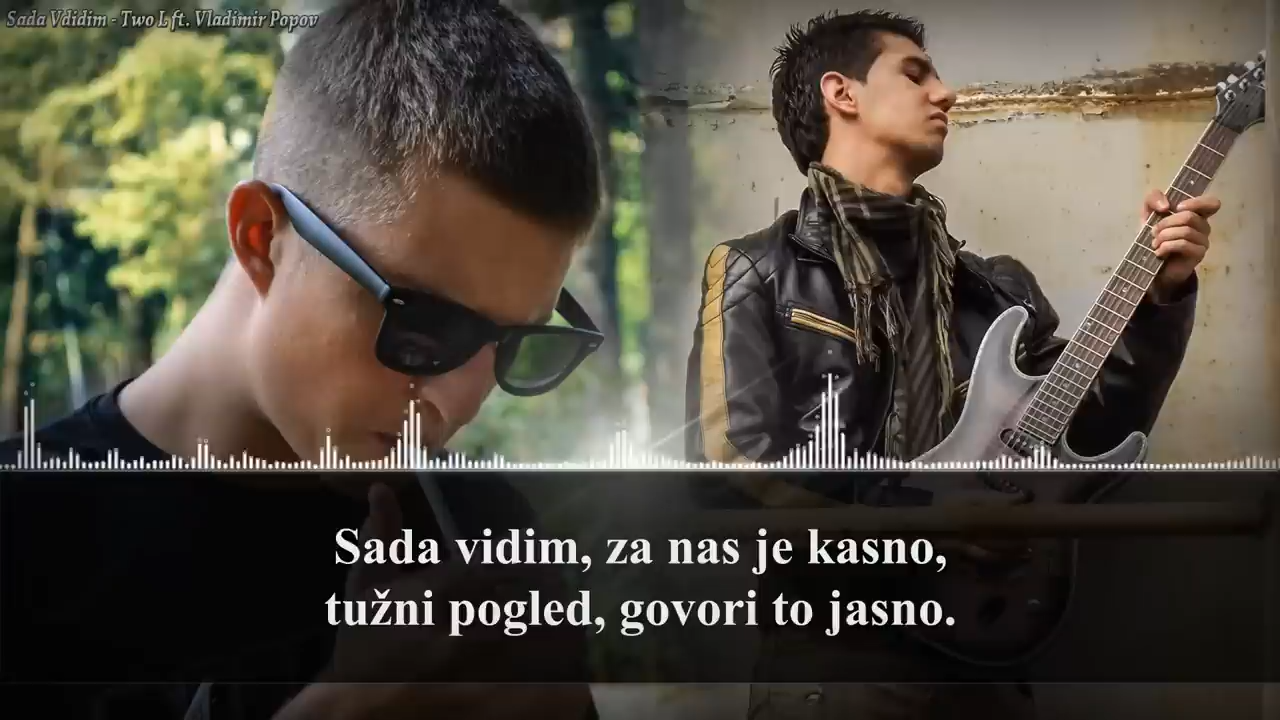 Sada Vdidim - Two L ft. Vladimir Popov
Sada vidim, za nas je kasno,
tužni pogled, govori to jasno.